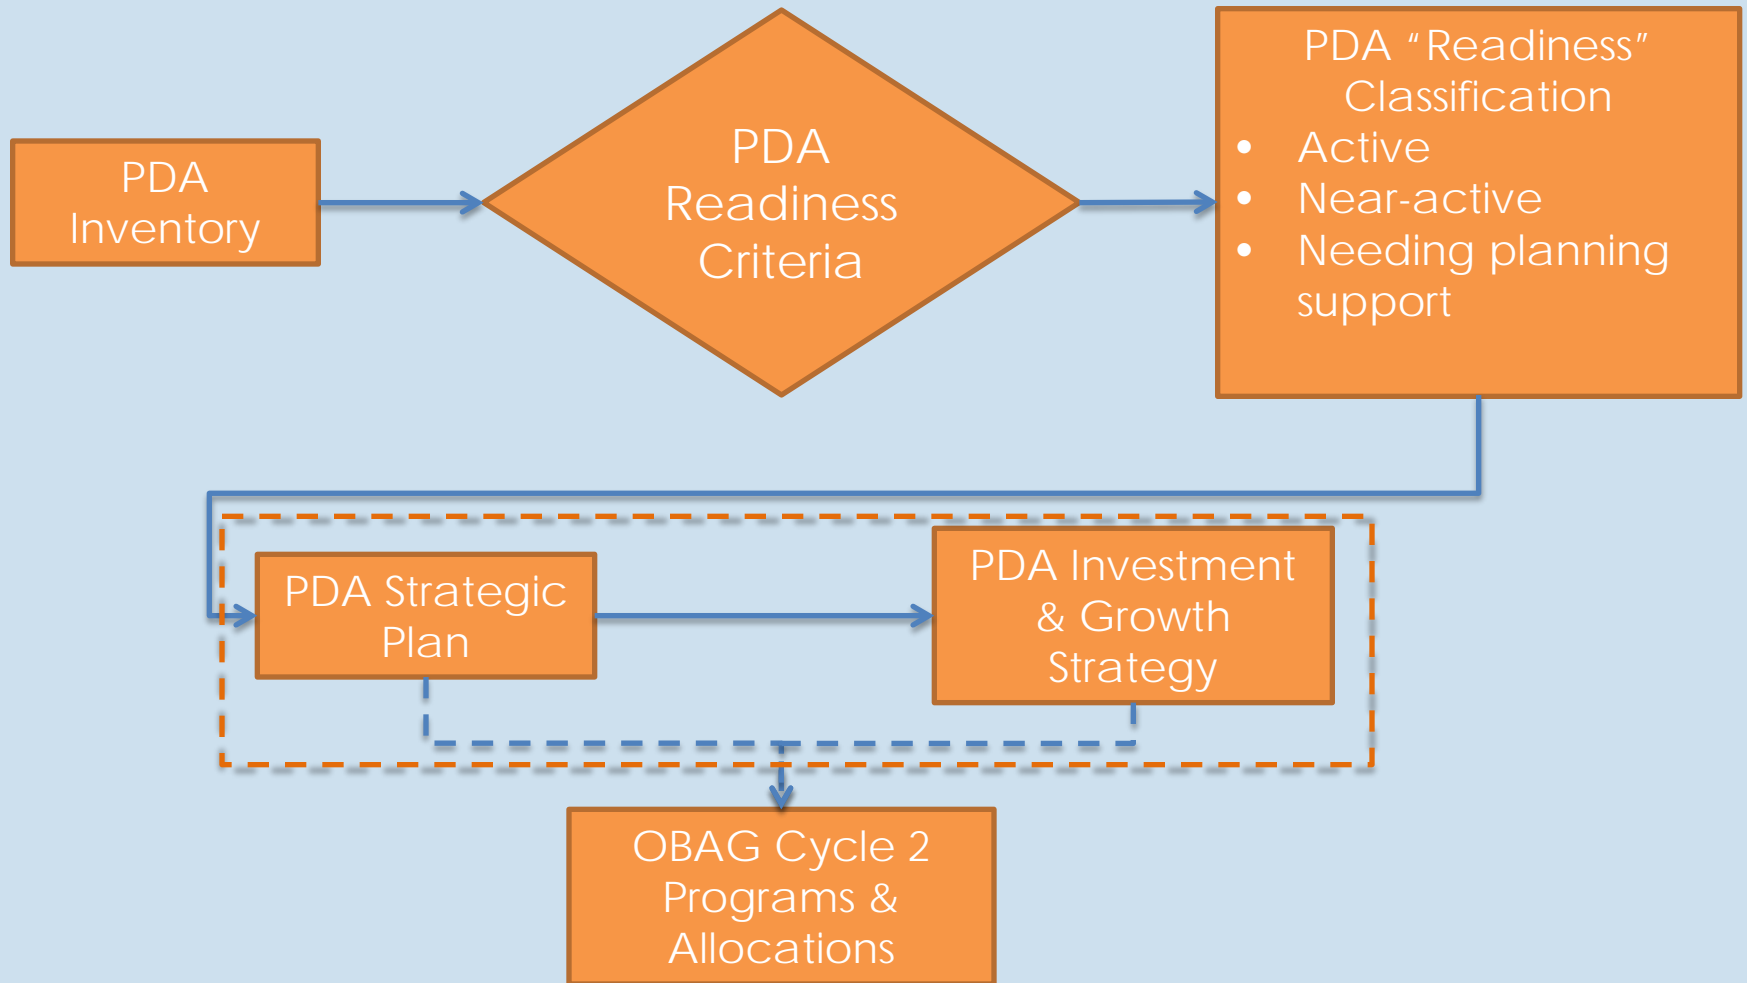 PDA
Inventory
PDA
Readiness
Criteria
PDA “Readiness”
Classification
• Active
• Near-active
• Needing planning
support
PDA Strategic
Plan
PDA Investment
& Growth
Strategy
OBAG Cycle 2
Programs &
Allocations